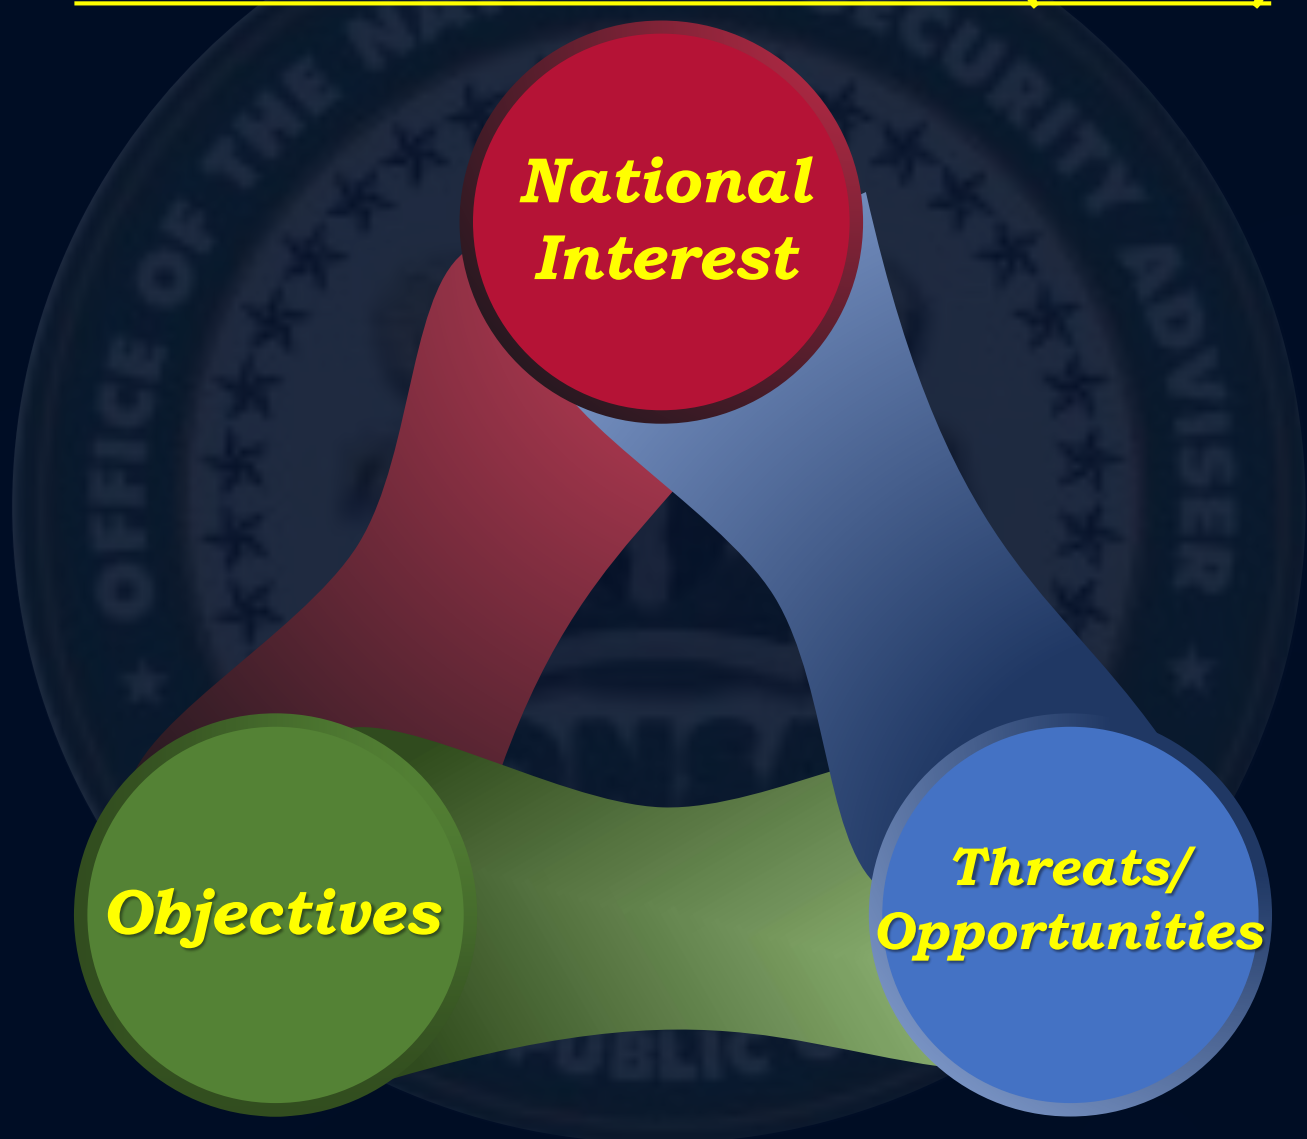 National
Interest
Objectives
Threats/
Opportunities
OFFICE OF THE NA
SECURITY ADVISER